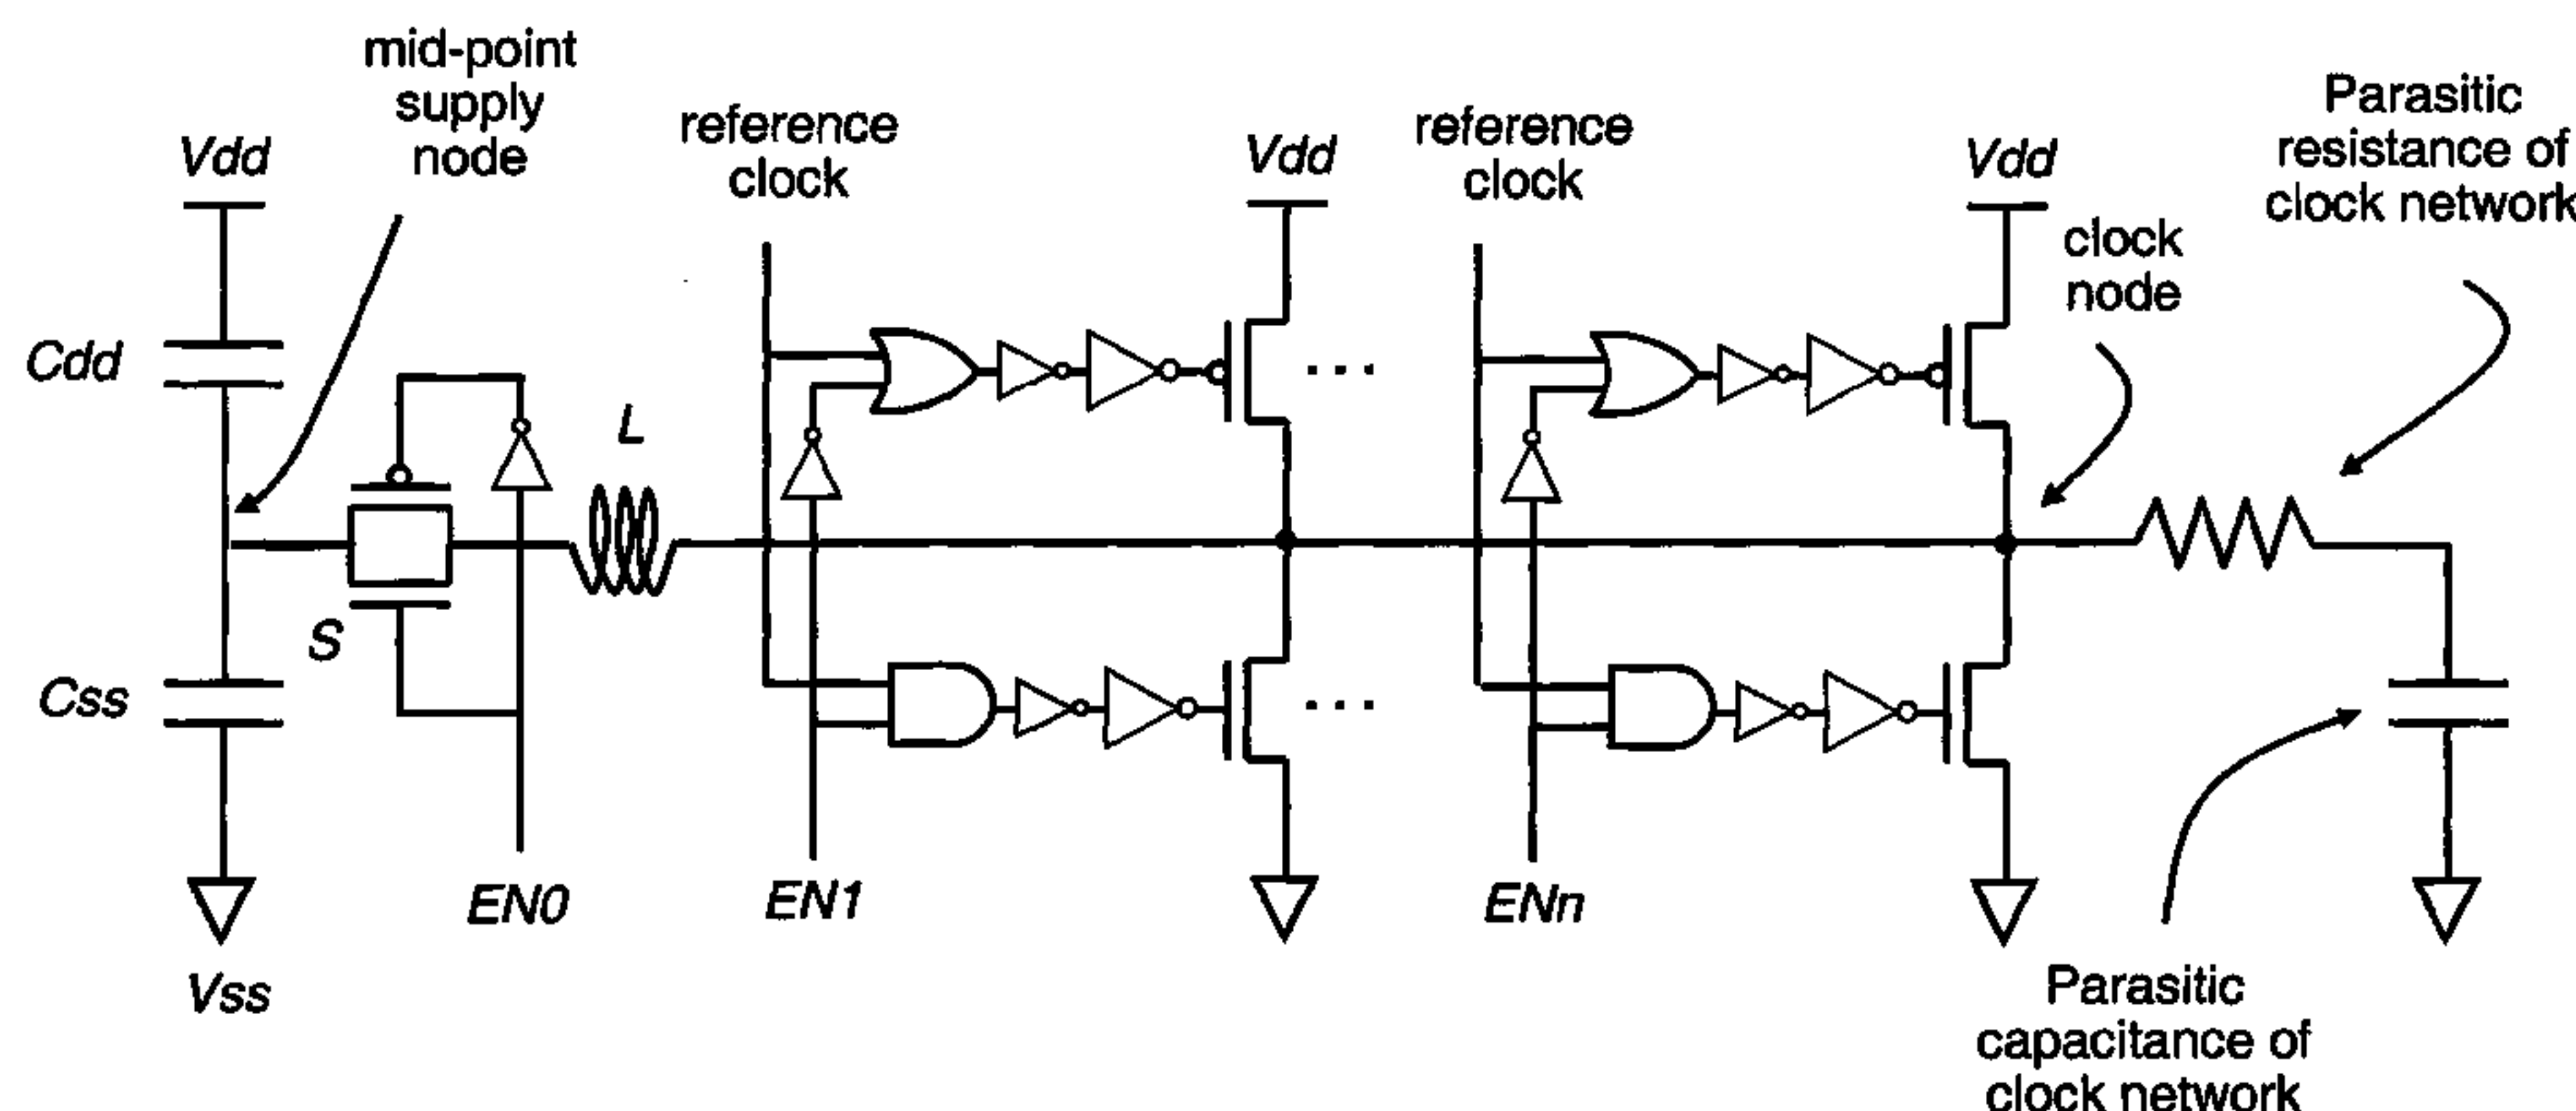 mid-point
supply
node
reference
clock
reference
clock
Parasitic
resistance of
clock network
Vdd
Vdd
Vdd
clock
node
Cdd
L
S
Css
EN0
EN1
ENn
Vss
Parasitic
capacitance of
clock network